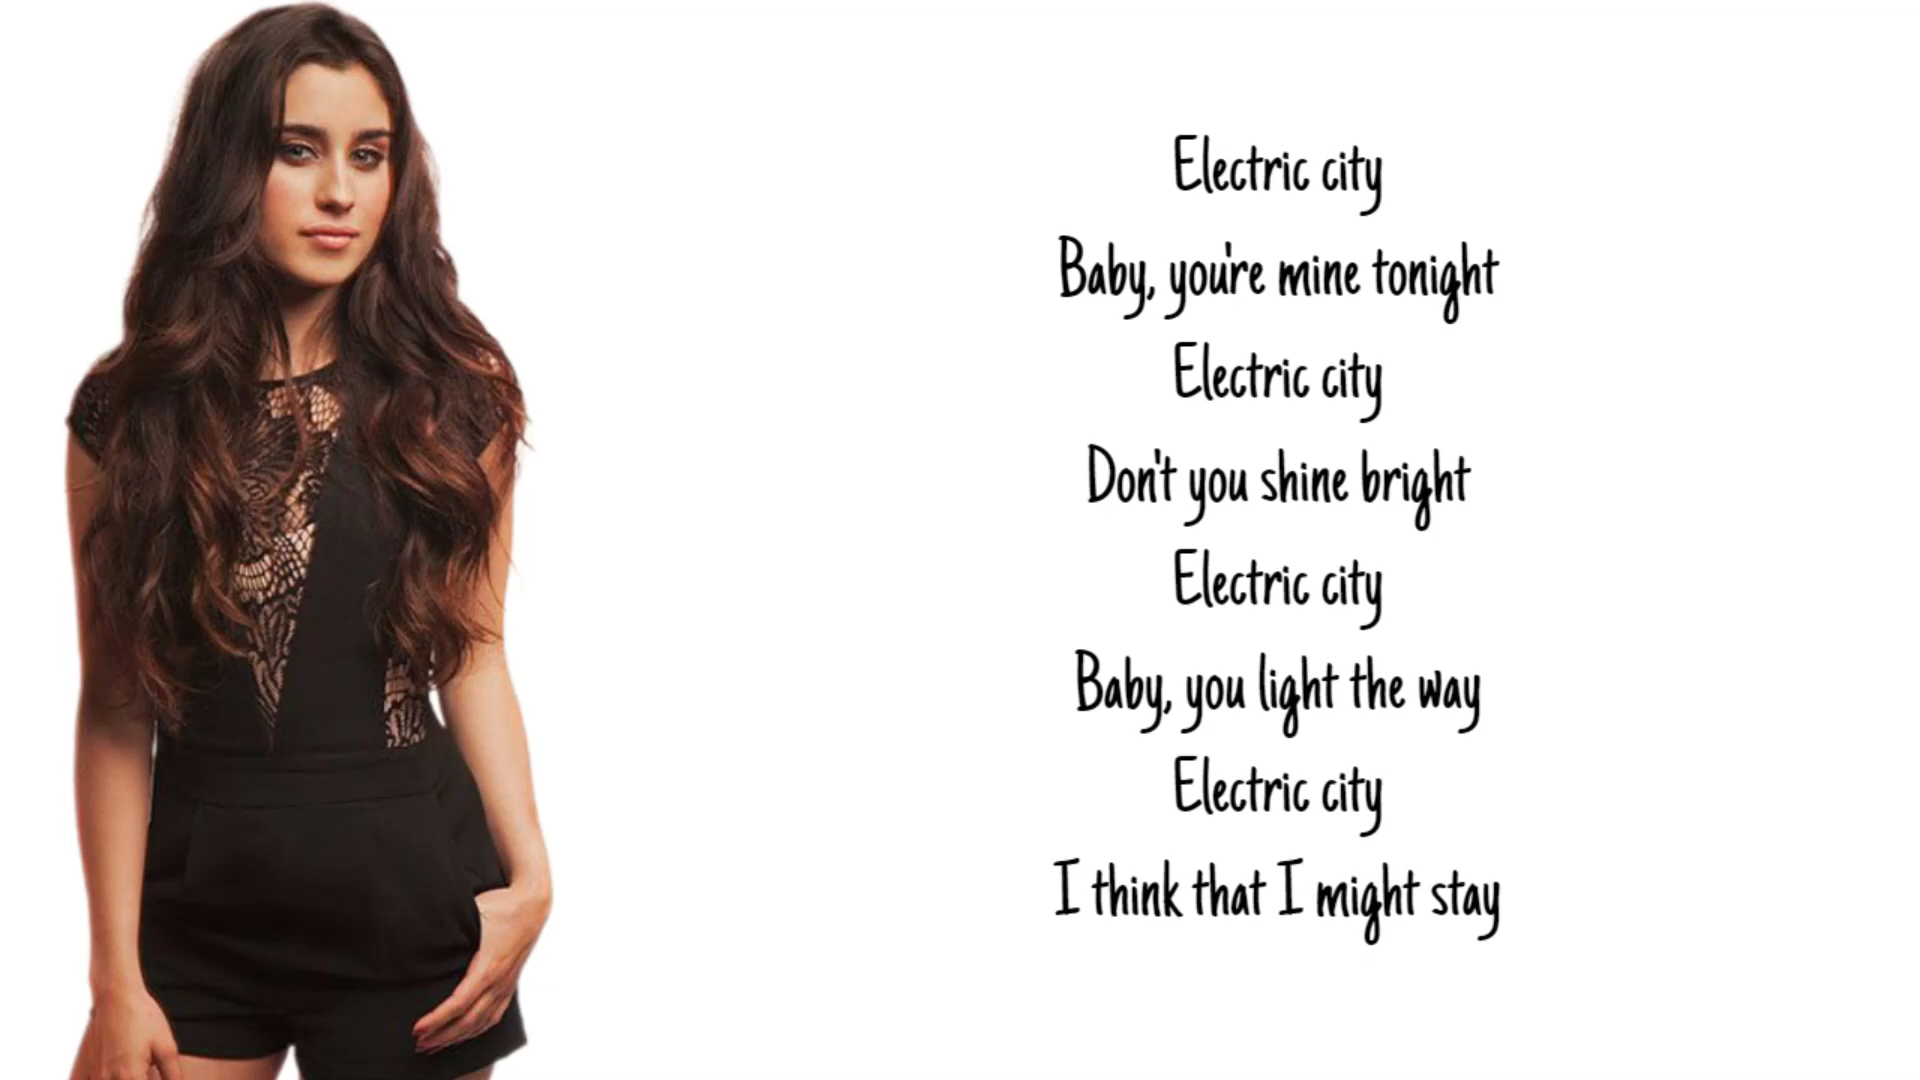 Electric city
Baby, you're mine tonight
Electric city
Don't you shine bright
Electric city
Baby, you light the way
Electric city
I think that I might stay